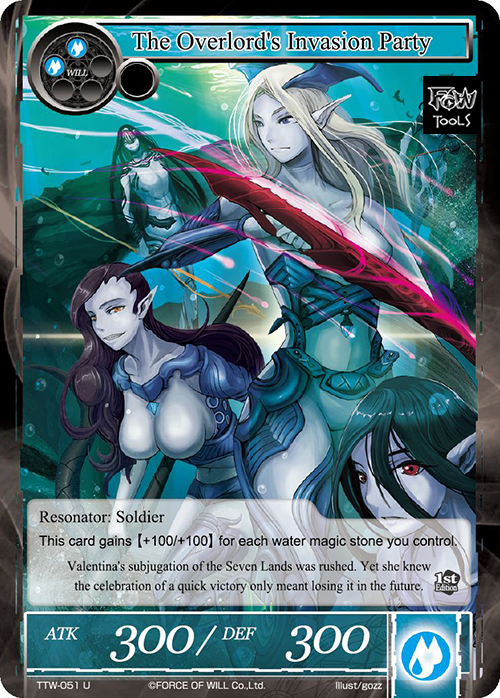 The Overlord's Invasion Party
WILL
FOW
TOOLS
Resonator: Soldier
This card gains 【+100/+100】 for each water magic stone you control.
Valentina's subjugation of the Seven Lands was rushed. Yet she knew
the celebration of a quick victory only meant losing it in the future.
1st
Edition
ATK 300 / DEF 300
TTW-051 U ©FORCE OF WILL Co.,Ltd. Illust/gozz